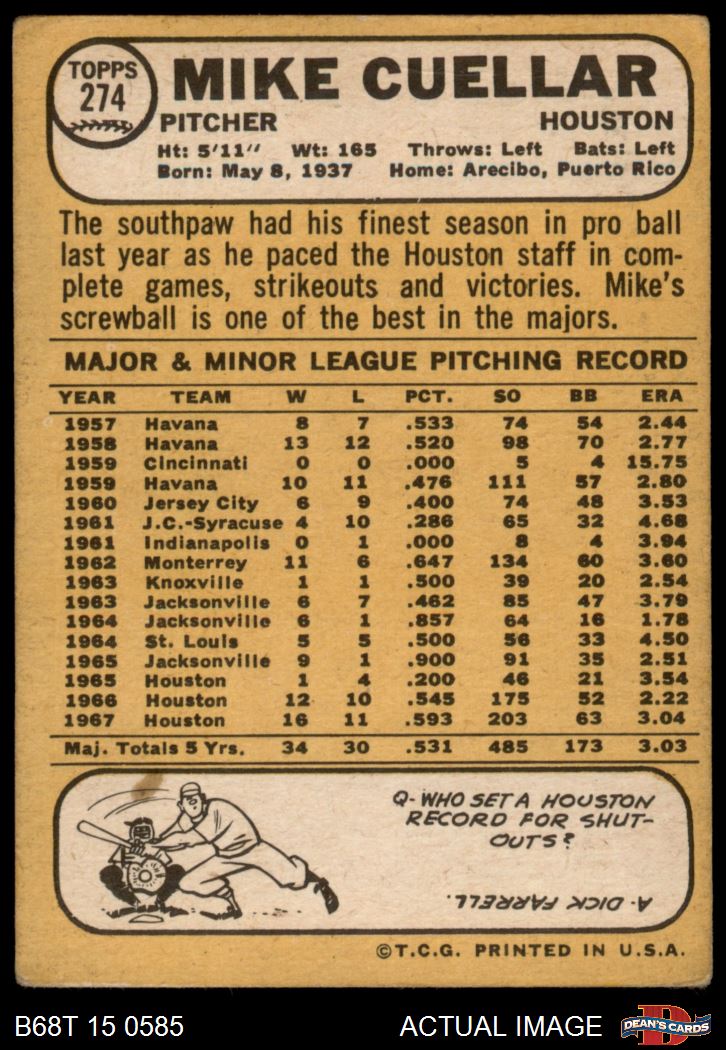 TOPPS
274
MIKE CUELLAR
PITCHER HOUSTON
Ht: 5'11" Wt: 165 Throws: Left Bats: Left
Born: May 8, 1937 Home: Arecibo, Puerto Rico
The southpaw had his finest season in pro ball
last year as he paced the Houston staff in com-
plete games, strikeouts and victories. Mike's
screwball is one of the best in the majors.
MAJOR & MINOR LEAGUE PITCHING RECORD
YEAR TEAM W L PCT. SO BB ERA
1957 Havana 8 7 .533 74 54 2.44
1958 Havana 13 12 .520 98 70 2.77
1959 Cincinnati 0 0 .000 5 4 15.75
1959 Havana 10 11 .476 111 57 2.80
1960 Jersey City 6 9 .400 74 48 3.53
1961 J.C.-Syracuse 4 10 .286 65 32 4.68
1961 Indianapolis 0 1 .000 8 4 3.94
1962 Monterrey 11 6 .647 134 60 3.60
1963 Knoxville 1 1 .500 39 20 2.54
1963 Jacksonville 6 7 .462 85 47 3.79
1964 Jacksonville 6 1 .857 64 16 1.78
1964 St. Louis 5 5 .500 56 33 4.50
1965 Jacksonville 9 1 .900 91 35 2.51
1965 Houston 1 4 .200 46 21 3.54
1966 Houston 12 10 .545 175 52 2.22
1967 Houston 16 11 .593 203 63 3.04
Maj. Totals 5 Yrs. 34 30 .531 485 173 3.03
Q- WHO SET A HOUSTON
RECORD FOR SHUT-
OUTS?
A- DICK FARRELL.
©T.C.G. PRINTED IN U.S.A.
B68T 15 0585 ACTUAL IMAGE DEAN'S CARDS